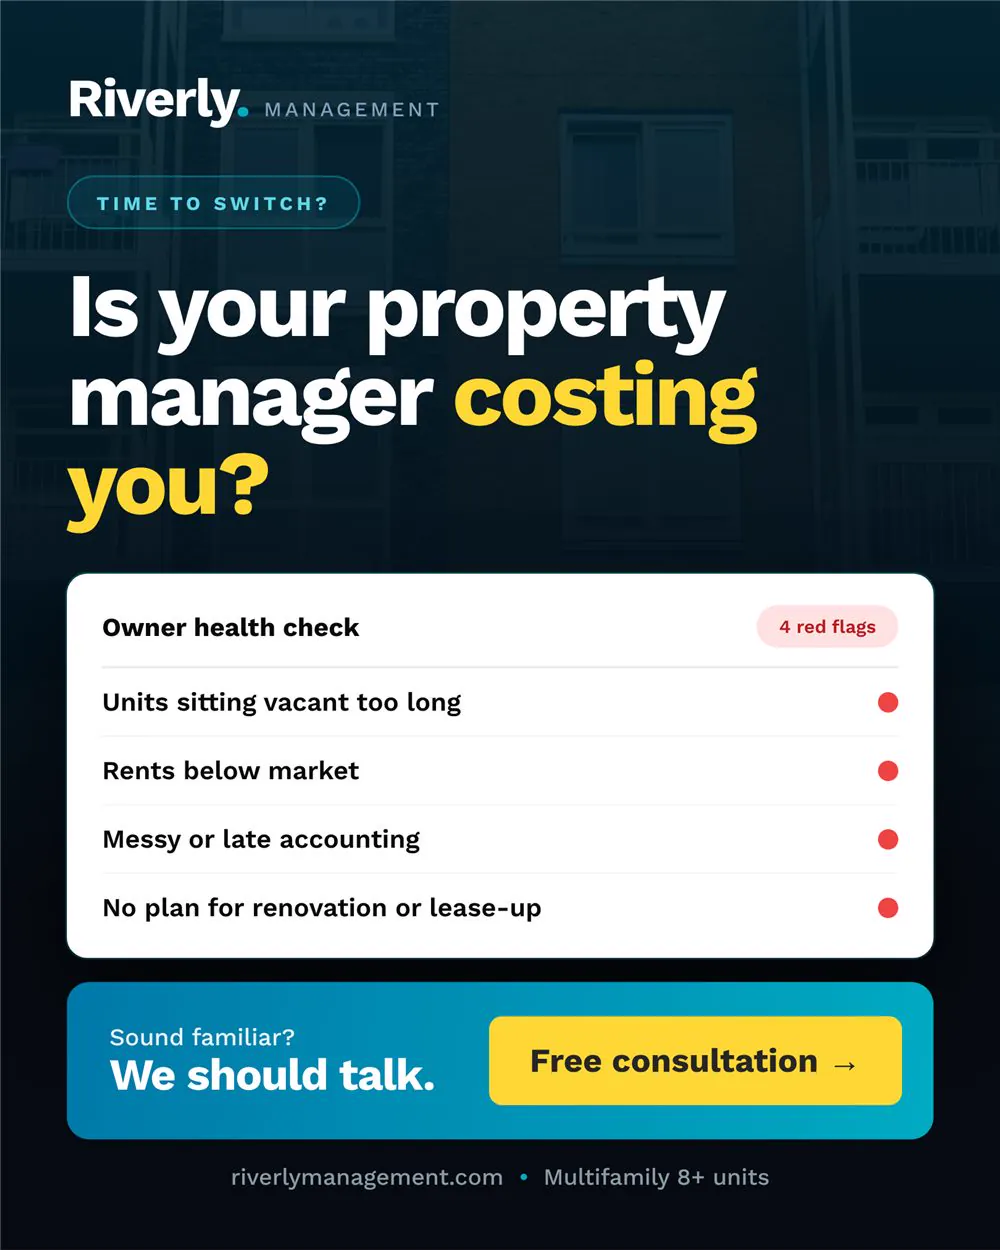 Riverly. MANAGEMENT
TIME TO SWITCH?
Is your property
manager costing
you?
Owner health check 4 red flags
Units sitting vacant too long
Rents below market
Messy or late accounting
No plan for renovation or lease-up
Sound familiar?
We should talk.
Free consultation →
riverlymanagement.com • Multifamily 8+ units